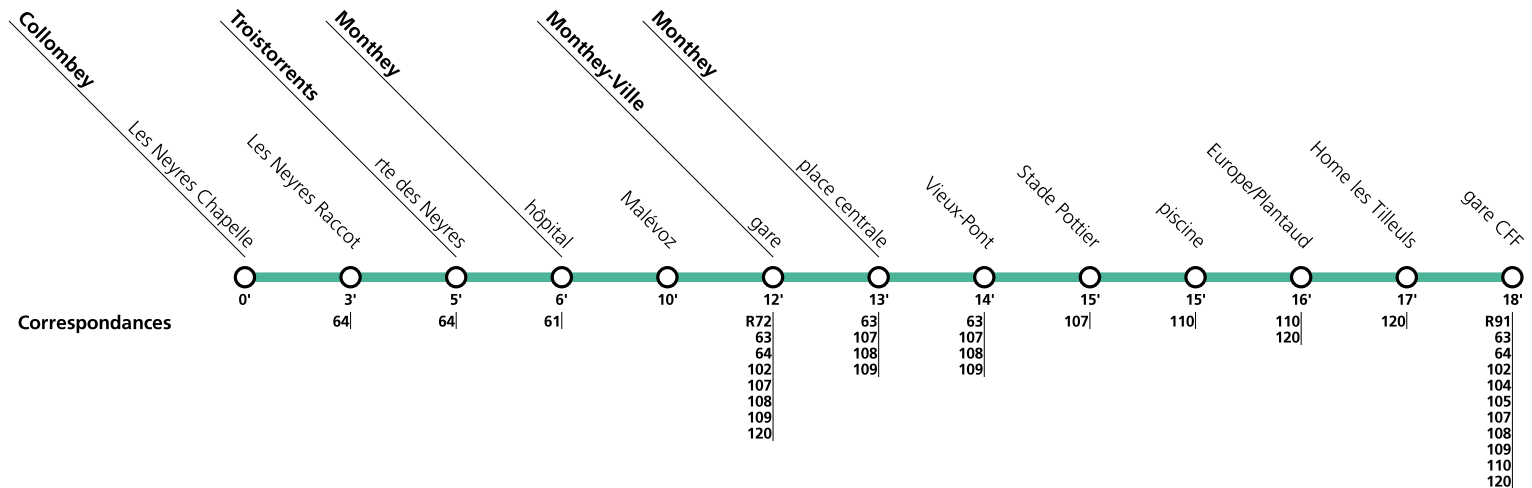 Collombey
Les Neyres Chapelle
Les Neyres Raccot
Troistorrents
rte des Neyres
Monthey
hôpital
Malévoz
Monthey-Ville
gare
Monthey
place centrale
Vieux-Pont
Stade Pottier
piscine
Europe/Plantaud
Home les Tilleuls
gare CFF
0' 3' 5' 6' 10' 12' 13' 14' 15' 15' 16' 17' 18'
Correspondances 64 64 61 R72 63 63 107 110 110 120 R91
63 107 107 120 63
64 108 108 64
102 109 109 102
107 104
108 105
109 107
120 108
109
110
120